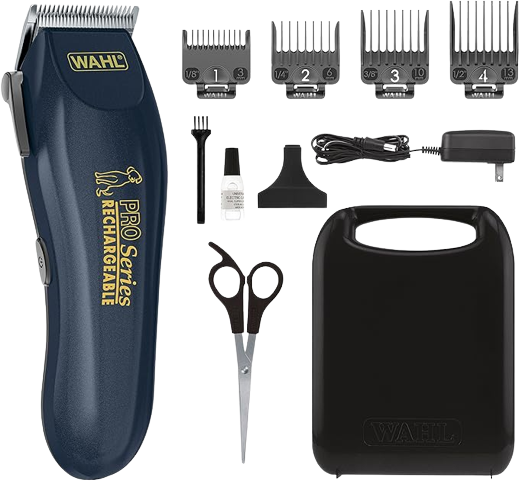 WAHL
PRO Series
RECHARGEABLE
1/8" 1 3
1/4" 2 6
3/8" 3 10
1/2" 4 13
WAHL